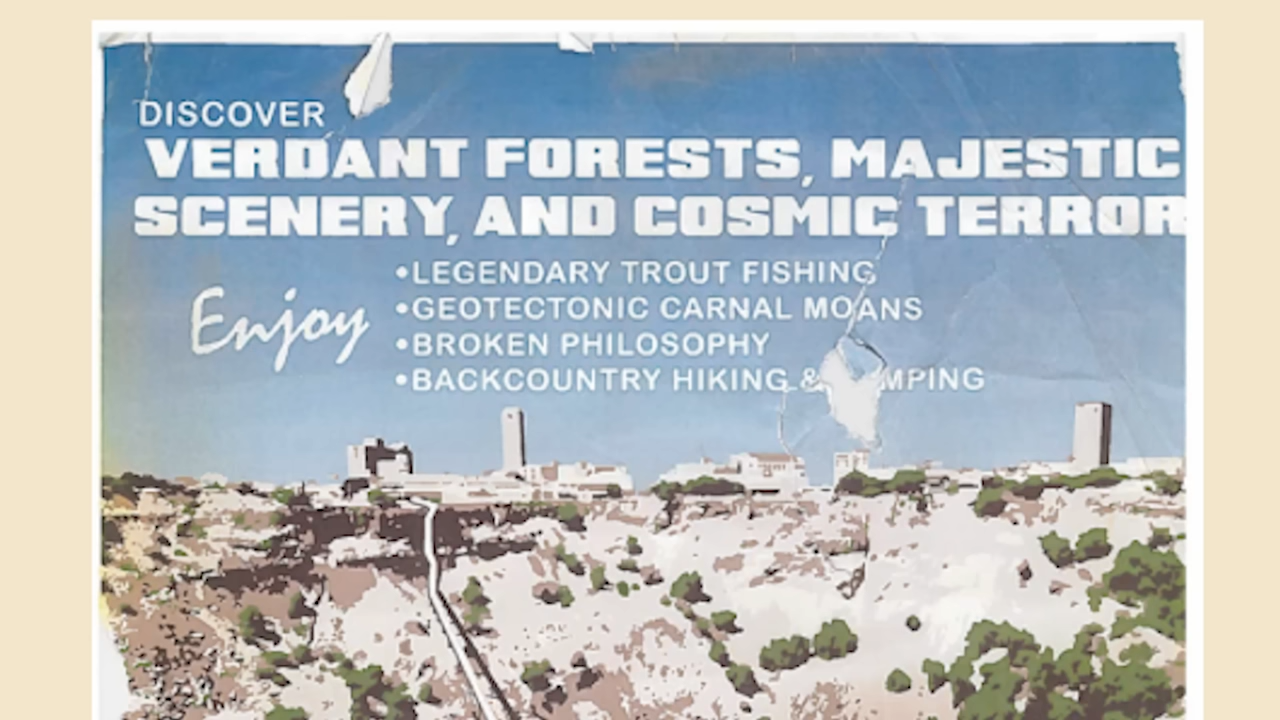 DISCOVER
VERDANT FORESTS, MAJESTIC
SCENERY, AND COSMIC TERROR
Enjoy
•LEGENDARY TROUT FISHING
•GEOTECTONIC CARNAL MOANS
•BROKEN PHILOSOPHY
•BACKCOUNTRY HIKING &